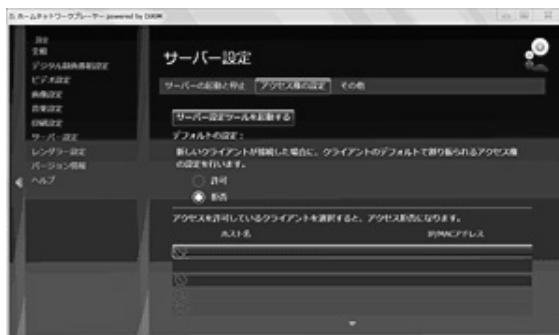 ホームネットワークプレーヤー powered by DiXiM
設定
全般
デジタル録画番組設定
ビデオ設定
画像設定
音楽設定
印刷設定
サーバー設定
レンダラー設定
バージョン情報
ヘルプ
サーバー設定
サーバーの起動と停止 アクセス権の設定 その他
サーバー設定ツールを起動する
デフォルトの設定：
新しいクライアントが接続した場合に、クライアントのデフォルトで割り振られるアクセス権
の設定を行います。
許可
拒否
アクセスを許可しているクライアントを選択すると、アクセス拒否になります。
ホスト名 IP/MACアドレス